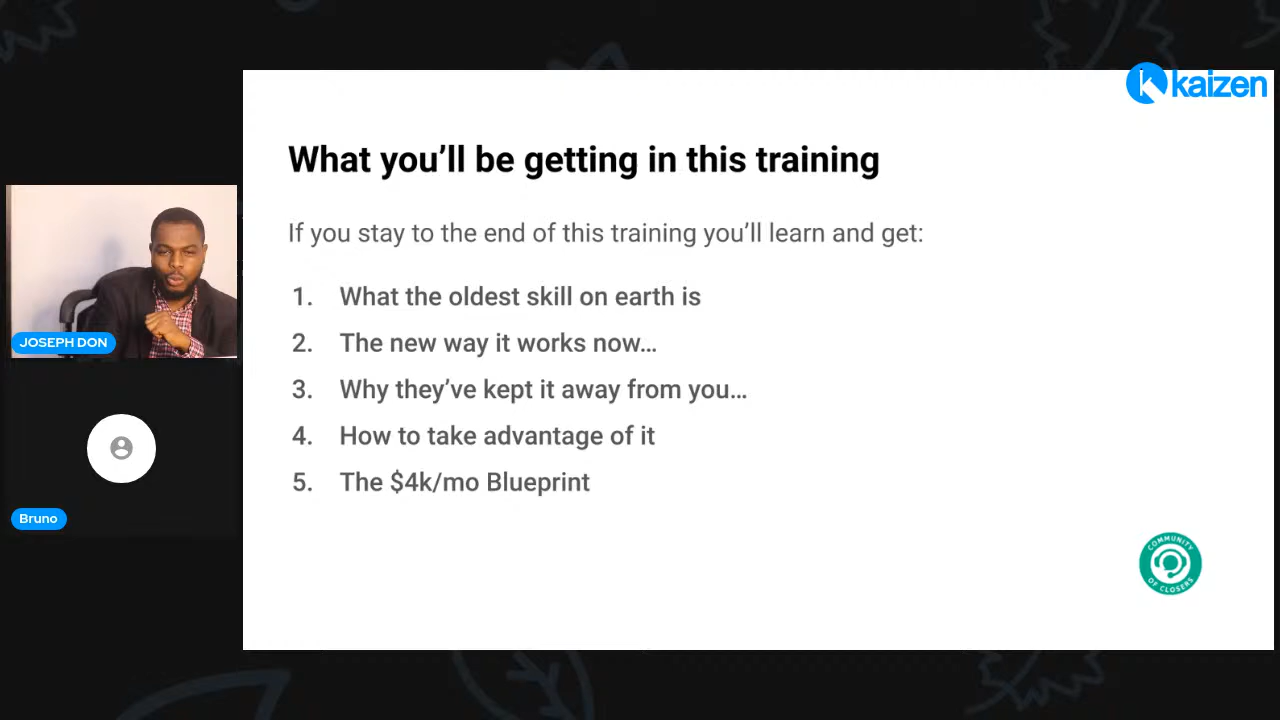 kaizen
What you’ll be getting in this training
If you stay to the end of this training you’ll learn and get:
1. What the oldest skill on earth is
2. The new way it works now…
3. Why they’ve kept it away from you…
4. How to take advantage of it
5. The $4k/mo Blueprint
JOSEPH DON
Bruno
COMMUNITY
OF CLOSERS